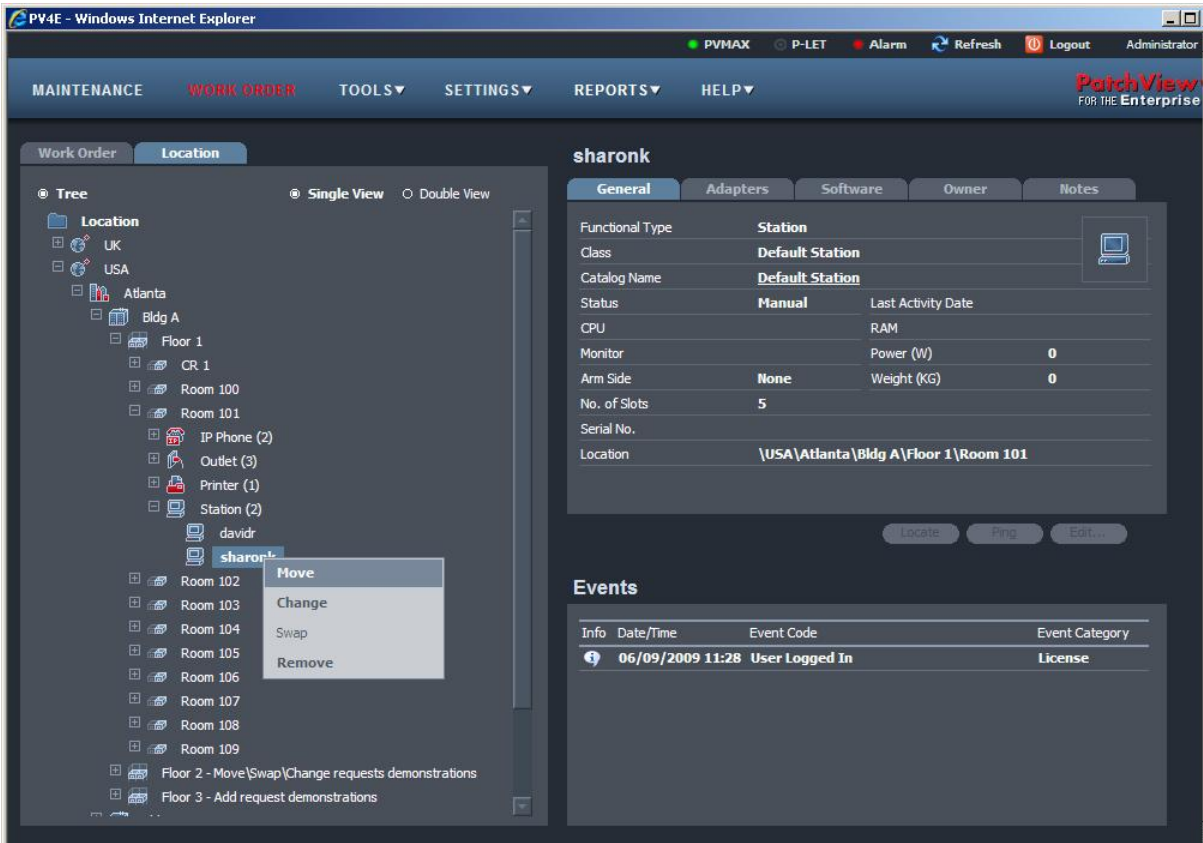 PV4E - Windows Internet Explorer
PVMAX P-LET Alarm Refresh Logout Administrator
MAINTENANCE WORK ORDER TOOLS▼ SETTINGS▼ REPORTS▼ HELP▼
PatchView
FOR THE Enterprise
Work Order Location
Tree Single View Double View
Location
UK
USA
Atlanta
Bldg A
Floor 1
CR 1
Room 100
Room 101
IP Phone (2)
Outlet (3)
Printer (1)
Station (2)
davidr
sharonk
Room 102
Room 103
Room 104
Room 105
Room 106
Room 107
Room 108
Room 109
Floor 2 - Move\Swap\Change requests demonstrations
Floor 3 - Add request demonstrations
Move
Change
Swap
Remove
sharonk
General Adapters Software Owner Notes
Functional Type Station
Class Default Station
Catalog Name Default Station
Status Manual Last Activity Date
CPU RAM
Monitor Power (W) 0
Arm Side None Weight (KG) 0
No. of Slots 5
Serial No.
Location \USA\Atlanta\Bldg A\Floor 1\Room 101
Locate Ping Edit...
Events
Info Date/Time Event Code Event Category
06/09/2009 11:28 User Logged In License